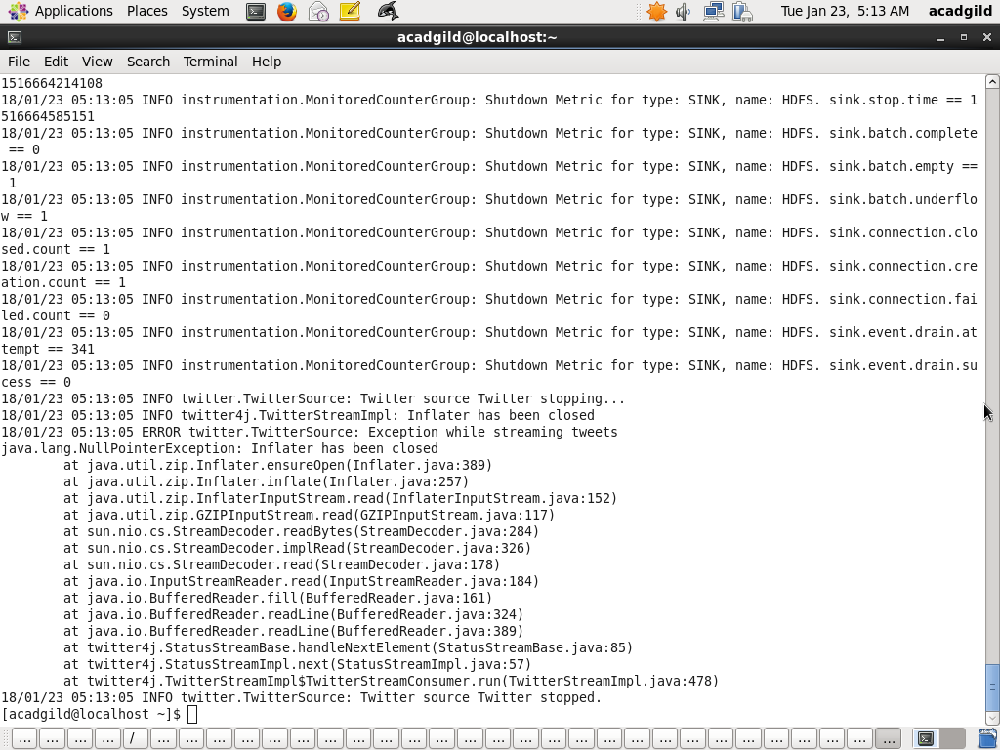 Applications Places System Tue Jan 23, 5:13 AM acadgild
acadgild@localhost:~
File Edit View Search Terminal Help
1516664214108
18/01/23 05:13:05 INFO instrumentation.MonitoredCounterGroup: Shutdown Metric for type: SINK, name: HDFS. sink.stop.time == 1
516664585151
18/01/23 05:13:05 INFO instrumentation.MonitoredCounterGroup: Shutdown Metric for type: SINK, name: HDFS. sink.batch.complete
 == 0
18/01/23 05:13:05 INFO instrumentation.MonitoredCounterGroup: Shutdown Metric for type: SINK, name: HDFS. sink.batch.empty ==
 1
18/01/23 05:13:05 INFO instrumentation.MonitoredCounterGroup: Shutdown Metric for type: SINK, name: HDFS. sink.batch.underflo
w == 1
18/01/23 05:13:05 INFO instrumentation.MonitoredCounterGroup: Shutdown Metric for type: SINK, name: HDFS. sink.connection.clo
sed.count == 1
18/01/23 05:13:05 INFO instrumentation.MonitoredCounterGroup: Shutdown Metric for type: SINK, name: HDFS. sink.connection.cre
ation.count == 1
18/01/23 05:13:05 INFO instrumentation.MonitoredCounterGroup: Shutdown Metric for type: SINK, name: HDFS. sink.connection.fai
led.count == 0
18/01/23 05:13:05 INFO instrumentation.MonitoredCounterGroup: Shutdown Metric for type: SINK, name: HDFS. sink.event.drain.at
tempt == 341
18/01/23 05:13:05 INFO instrumentation.MonitoredCounterGroup: Shutdown Metric for type: SINK, name: HDFS. sink.event.drain.su
cess == 0
18/01/23 05:13:05 INFO twitter.TwitterSource: Twitter source Twitter stopping...
18/01/23 05:13:05 INFO twitter4j.TwitterStreamImpl: Inflater has been closed
18/01/23 05:13:05 ERROR twitter.TwitterSource: Exception while streaming tweets
java.lang.NullPointerException: Inflater has been closed
        at java.util.zip.Inflater.ensureOpen(Inflater.java:389)
        at java.util.zip.Inflater.inflate(Inflater.java:257)
        at java.util.zip.InflaterInputStream.read(InflaterInputStream.java:152)
        at java.util.zip.GZIPInputStream.read(GZIPInputStream.java:117)
        at sun.nio.cs.StreamDecoder.readBytes(StreamDecoder.java:284)
        at sun.nio.cs.StreamDecoder.implRead(StreamDecoder.java:326)
        at sun.nio.cs.StreamDecoder.read(StreamDecoder.java:178)
        at java.io.InputStreamReader.read(InputStreamReader.java:184)
        at java.io.BufferedReader.fill(BufferedReader.java:161)
        at java.io.BufferedReader.readLine(BufferedReader.java:324)
        at java.io.BufferedReader.readLine(BufferedReader.java:389)
        at twitter4j.StatusStreamBase.handleNextElement(StatusStreamBase.java:85)
        at twitter4j.StatusStreamImpl.next(StatusStreamImpl.java:57)
        at twitter4j.TwitterStreamImpl$TwitterStreamConsumer.run(TwitterStreamImpl.java:478)
18/01/23 05:13:05 INFO twitter.TwitterSource: Twitter source Twitter stopped.
[acadgild@localhost ~]$
... ... ... ... / ... ... ... ... ... ... ... ... ... ... ... ... ... ... ... ... ... ... ... ... ... ... ... ... ...